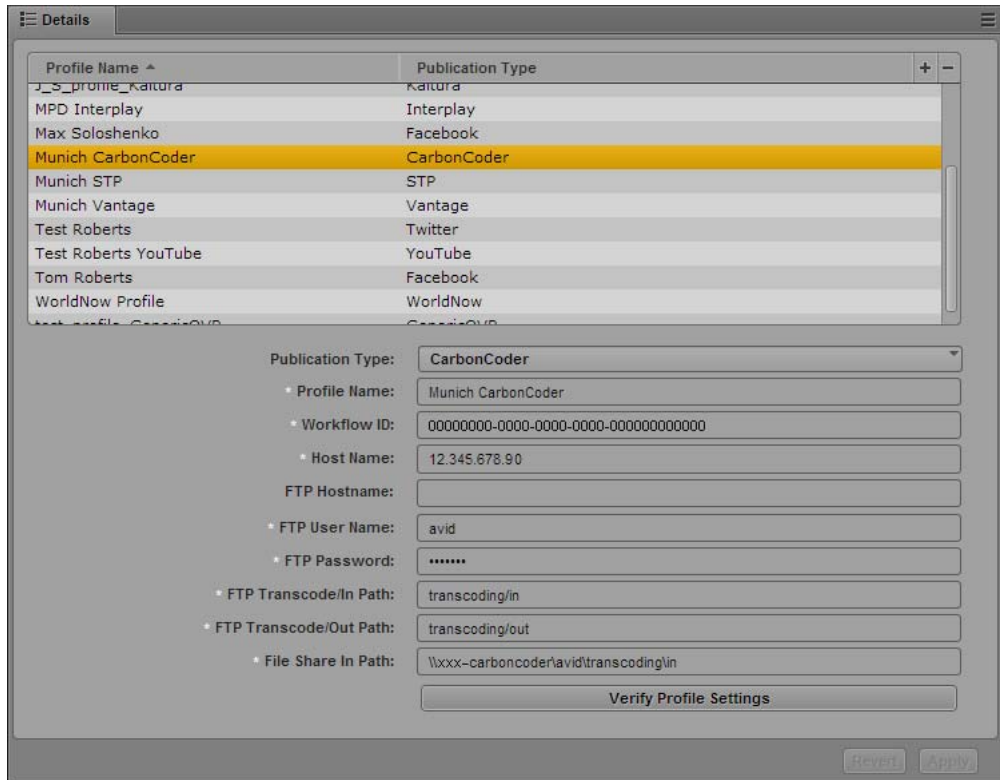 Details
Profile Name Publication Type + −
J_S_profile_Kaltura Kaltura
MPD Interplay Interplay
Max Soloshenko Facebook
Munich CarbonCoder CarbonCoder
Munich STP STP
Munich Vantage Vantage
Test Roberts Twitter
Test Roberts YouTube YouTube
Tom Roberts Facebook
WorldNow Profile WorldNow
test_profile_GenericOVP GenericOVP
Publication Type: CarbonCoder
* Profile Name: Munich CarbonCoder
* Workflow ID: 00000000-0000-0000-0000-000000000000
* Host Name: 12.345.678.90
FTP Hostname:
* FTP User Name: avid
* FTP Password: •••••••
* FTP Transcode/In Path: transcoding/in
* FTP Transcode/Out Path: transcoding/out
* File Share In Path: \\xxx-carboncoder\avid\transcoding\in
Verify Profile Settings
Revert Apply